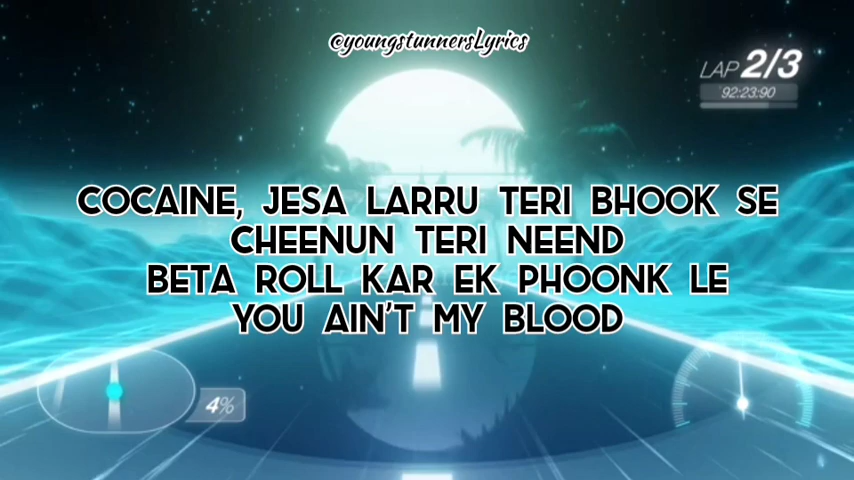 @youngstunnersLyrics
LAP 2/3
92:23:90
COCAINE, JESA LARRU TERI BHOOK SE
CHEENUN TERI NEEND
BETA ROLL KAR EK PHOONK LE
YOU AIN'T MY BLOOD
4%